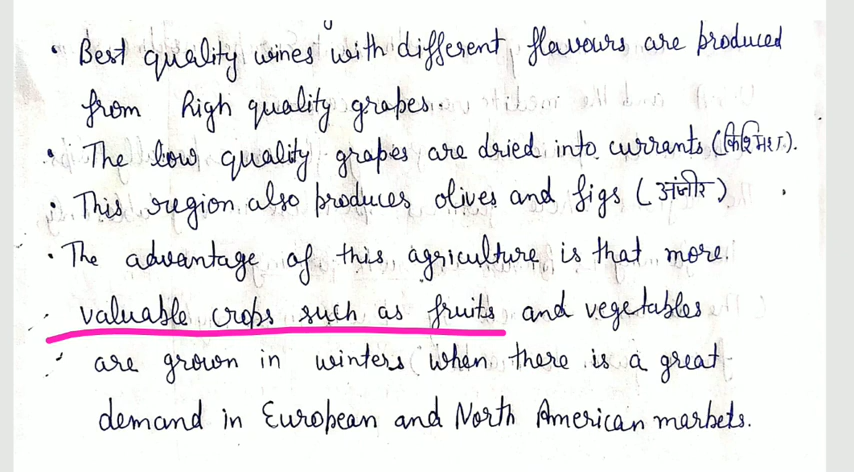 • Best quality wines with different flavours are produced
from high quality grapes.
• The low quality grapes are dried into currants (किशमिश).
• This region also produces olives and figs (अंजीर)
• The advantage of this agriculture is that more
valuable crops such as fruits and vegetables
are grown in winters when there is a great
demand in European and North American markets.